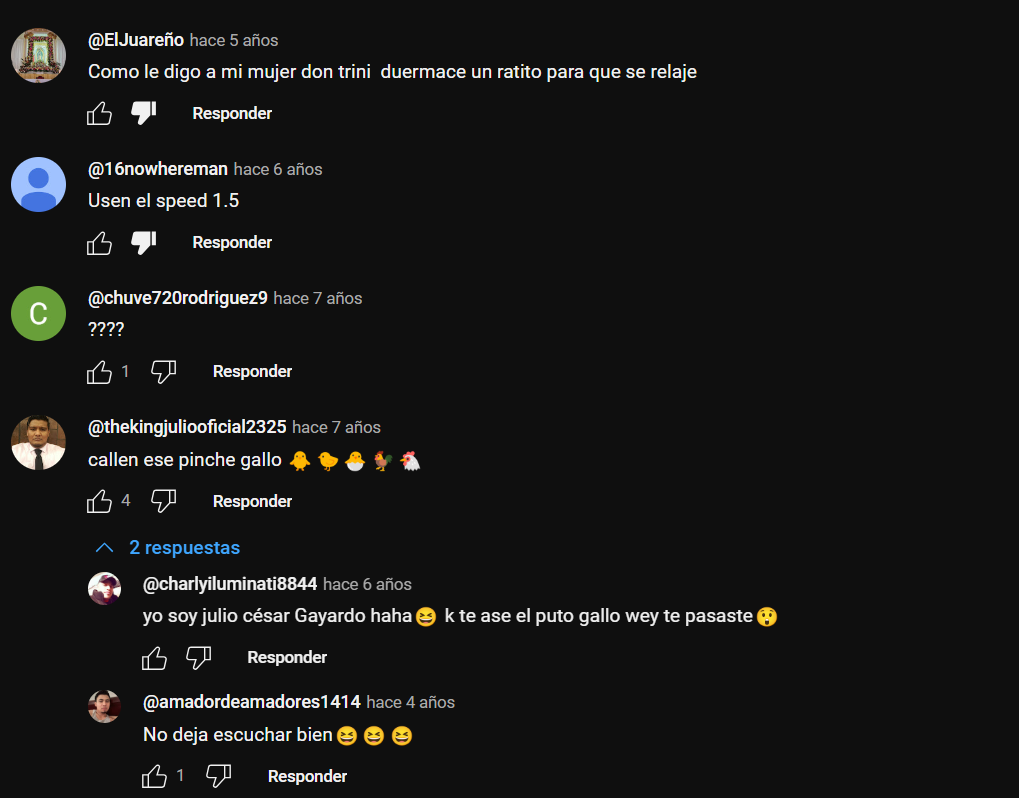 @ElJuareño hace 5 años
Como le digo a mi mujer don trini duermace un ratito para que se relaje
Responder
@16nowhereman hace 6 años
Usen el speed 1.5
Responder
C
@chuve720rodriguez9 hace 7 años
????
1 Responder
@thekingjuliooficial2325 hace 7 años
callen ese pinche gallo 🐥🐤🐣🐓🐔
4 Responder
2 respuestas
@charlyiluminati8844 hace 6 años
yo soy julio césar Gayardo haha😆 k te ase el puto gallo wey te pasaste😲
Responder
@amadordeamadores1414 hace 4 años
No deja escuchar bien😆😆😆
1 Responder